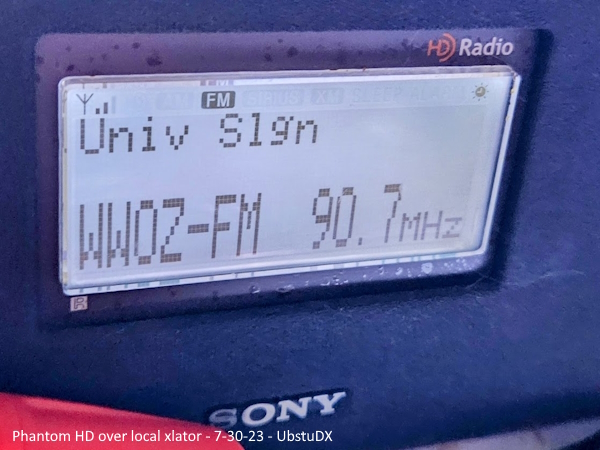 HD Radio
FM
Univ Slgn
WWOZ-FM 90.7MHz
SONY
Phantom HD over local xlator - 7-30-23 - UbstuDX